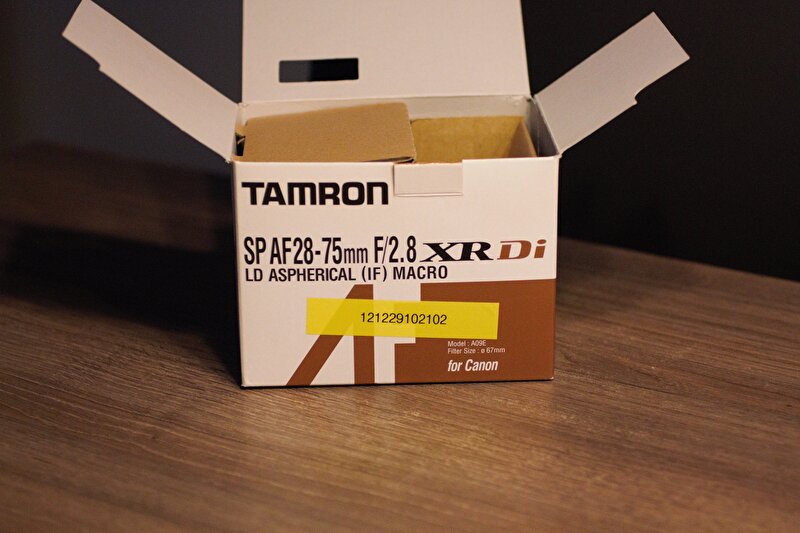 TAMRON
SP AF28-75mm F/2.8 XR Di
LD ASPHERICAL (IF) MACRO
AF
121229102102
Model : A09E
Filter Size : ø 67mm
for Canon